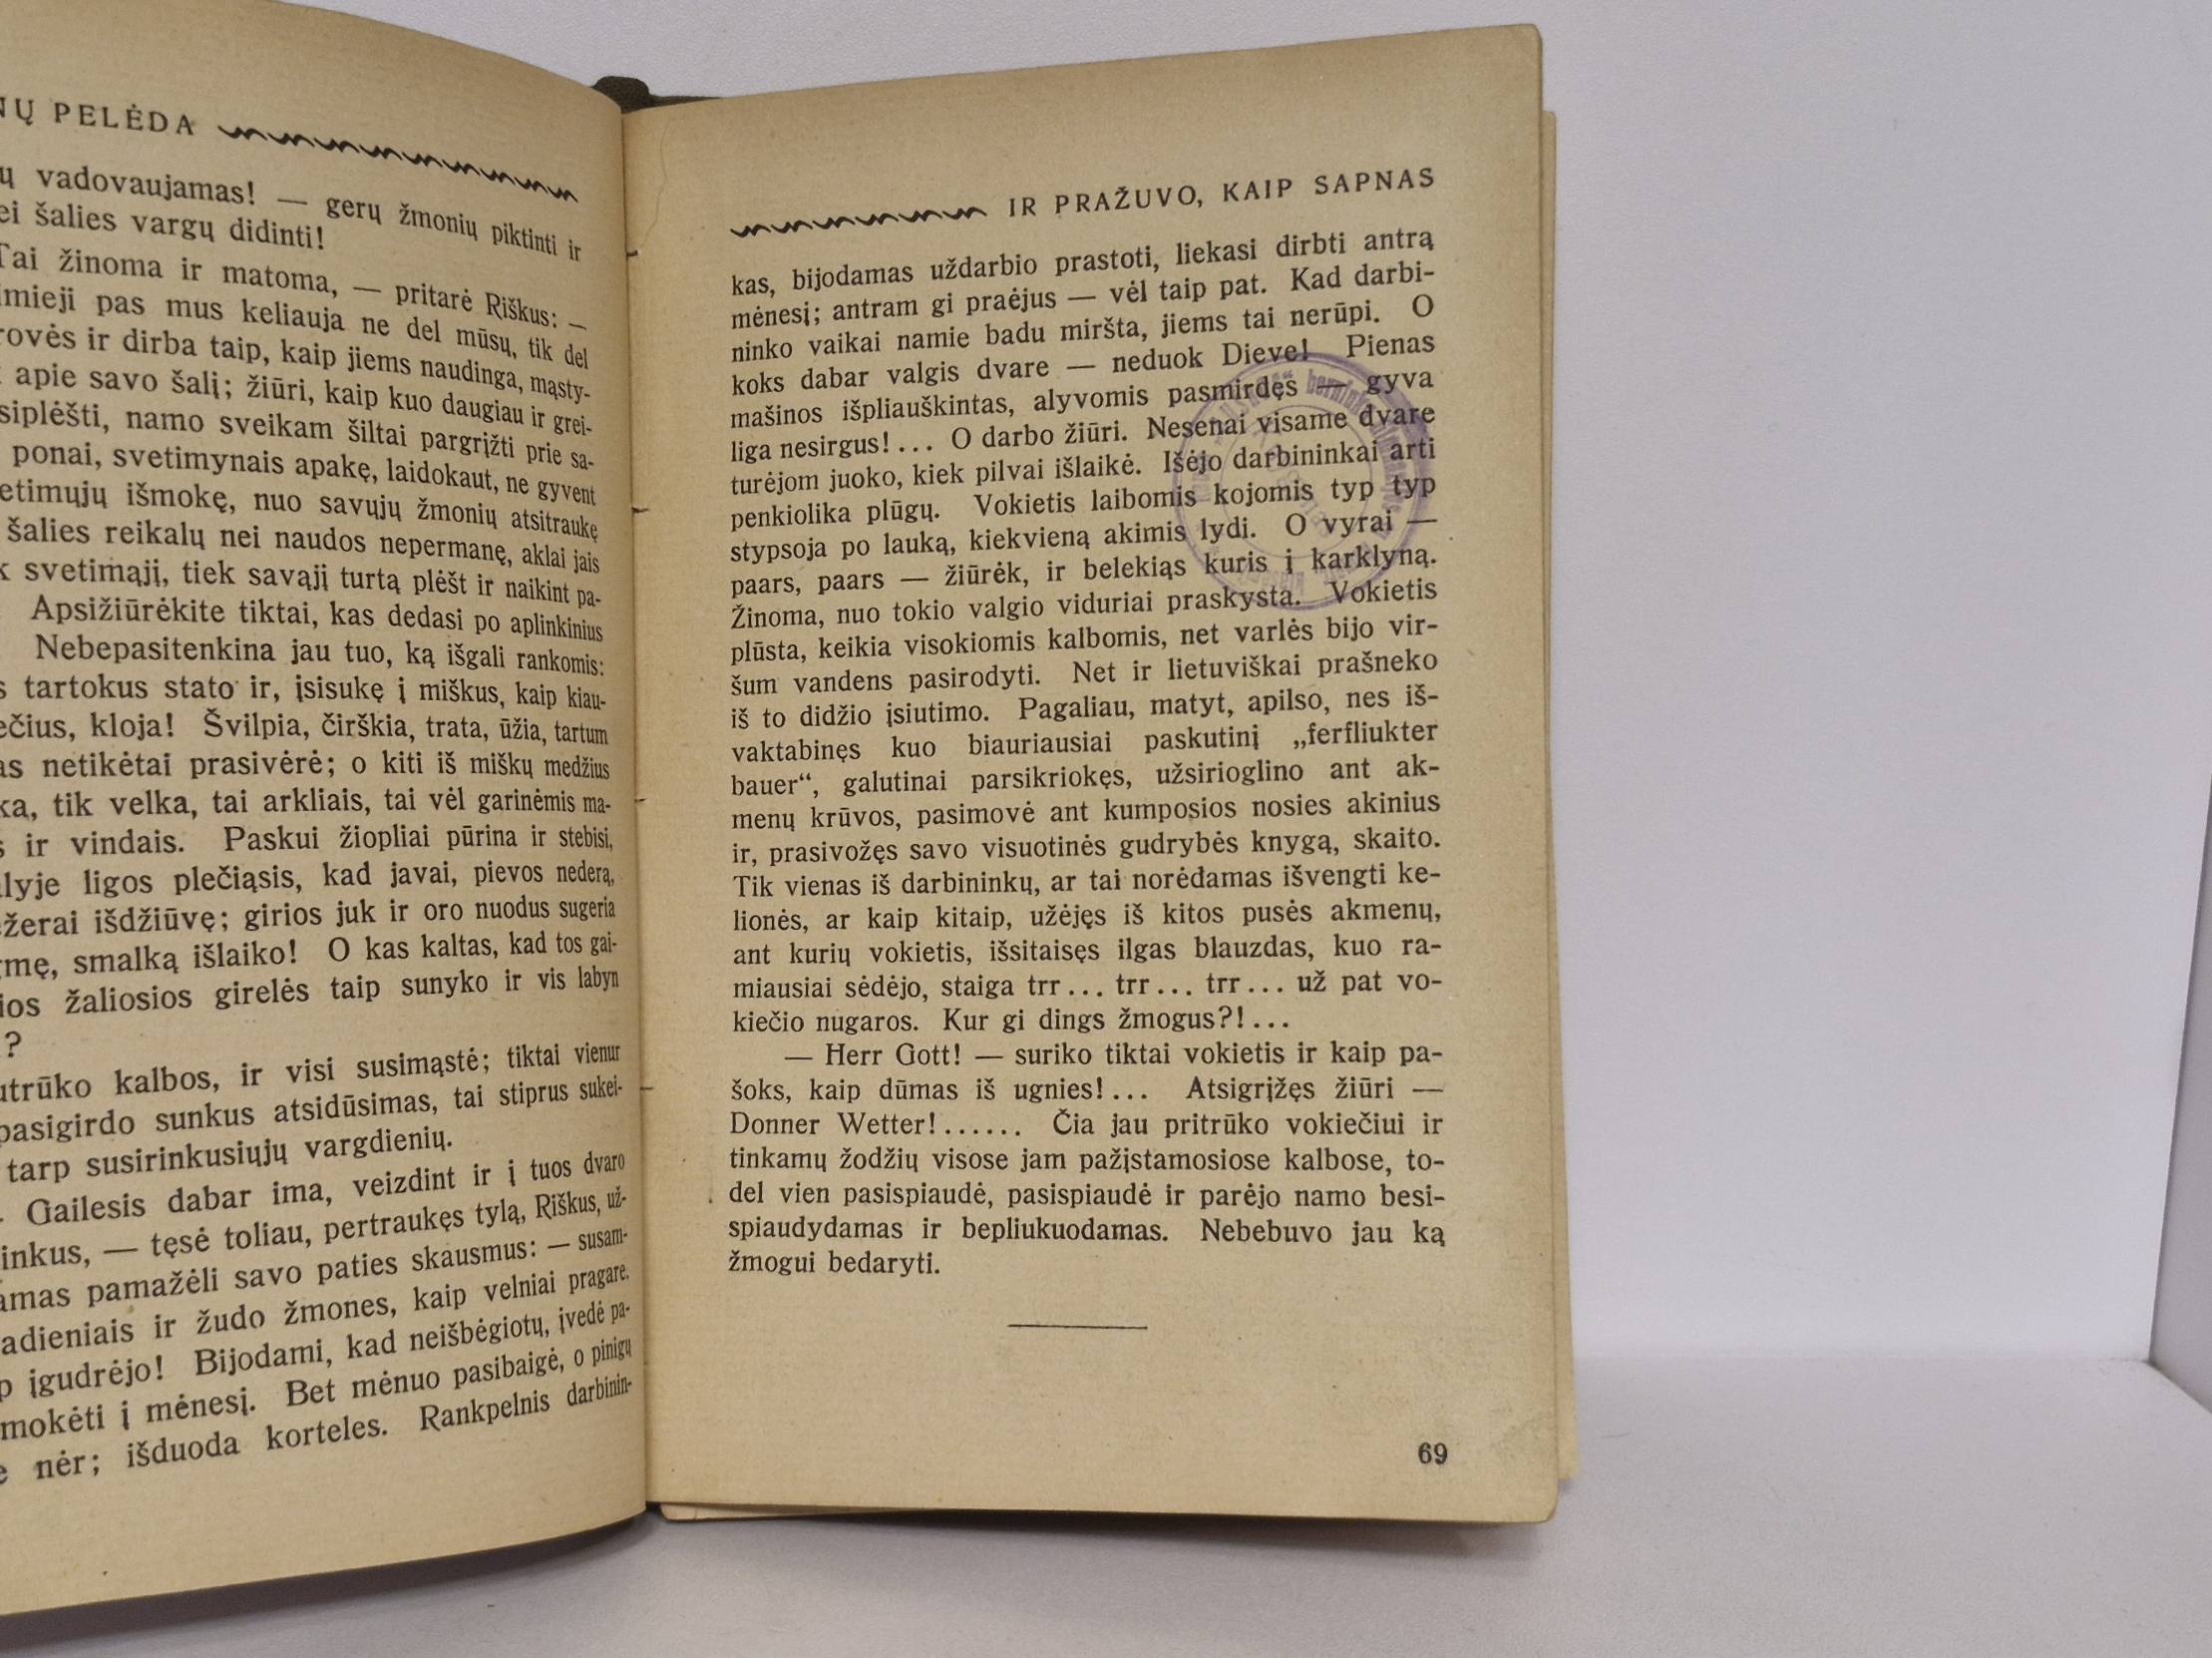 PELĖDA
vadovaujamas! — gerų žmonių piktinti ir
šalies vargų didinti!
Tai žinoma ir matoma, — pritarė Riškus: —
pas mus keliauja ne del mūsų, tik del
ir dirba taip, kaip jiems naudinga, mąsty-
apie savo šalį; žiūri, kaip kuo daugiau ir grei-
namo sveikam šiltai pargrįžti prie sa-
ponai, svetimynais apakę, laidokaut, ne gyvent
išmokę, nuo savųjų žmonių atsitraukę
šalies reikalų nei naudos nepermanę, aklai jais
svetimąjį, tiek savąjį turtą plėšt ir naikint pa-
Apsižiūrėkite tiktai, kas dedasi po aplinkinius
Nebepasitenkina jau tuo, ką išgali rankomis:
tartokus stato ir, įsisukę į miškus, kaip kiau-
kloja! Švilpia, čirškia, trata, ūžia, tartum
netikėtai prasivėrė; o kiti iš miškų medžius
tik velka, tai arkliais, tai vėl garinėmis ma-
ir vindais. Paskui žiopliai pūrina ir stebisi,
ligos plečiąsis, kad javai, pievos nederą,
išdžiūvę; girios juk ir oro nuodus sugeria
smalką išlaiko! O kas kaltas, kad tos gai-
žaliosios girelės taip sunyko ir vis labyn
?
kalbos, ir visi susimąstė; tiktai vienur
pasigirdo sunkus atsidūsimas, tai stiprus sukei-
tarp susirinkusiųjų vargdienių.
Gailesis dabar ima, veizdint ir į tuos dvaro
— tęsė toliau, pertraukęs tylą, Riškus, už-
pamažėli savo paties skausmus: — susam-
ir žudo žmones, kaip velniai pragare.
įgudrėjo! Bijodami, kad neišbėgiotų, įvedė pa-
mokėti į mėnesį. Bet mėnuo pasibaigė, o pinigų
nėr; išduoda korteles. Rankpelnis darbinin-
IR PRAŽUVO, KAIP SAPNAS
kas, bijodamas uždarbio prastoti, liekasi dirbti antrą
mėnesį; antram gi praėjus — vėl taip pat. Kad darbi-
ninko vaikai namie badu miršta, jiems tai nerūpi. O
koks dabar valgis dvare — neduok Dieve! Pienas
mašinos išpliauškintas, alyvomis pasmirdęs — gyva
liga nesirgus!... O darbo žiūri. Nesenai visame dvare
turėjom juoko, kiek pilvai išlaikė. Išėjo darbininkai arti
penkiolika plūgų. Vokietis laibomis kojomis typ typ
stypsoja po lauką, kiekvieną akimis lydi. O vyrai —
paars, paars — žiūrėk, ir belekiąs kuris į karklyną.
Žinoma, nuo tokio valgio viduriai praskysta. Vokietis
plūsta, keikia visokiomis kalbomis, net varlės bijo vir-
šum vandens pasirodyti. Net ir lietuviškai prašneko
iš to didžio įsiutimo. Pagaliau, matyt, apilso, nes iš-
vaktabinęs kuo biauriausiai paskutinį „ferfliukter
bauer“, galutinai parsikriokęs, užsirioglino ant ak-
menų krūvos, pasimovė ant kumposios nosies akinius
ir, prasivožęs savo visuotinės gudrybės knygą, skaito.
Tik vienas iš darbininkų, ar tai norėdamas išvengti ke-
lionės, ar kaip kitaip, užėjęs iš kitos pusės akmenų,
ant kurių vokietis, išsitaisęs ilgas blauzdas, kuo ra-
miausiai sėdėjo, staiga trr... trr... trr... už pat vo-
kiečio nugaros. Kur gi dings žmogus?!...
— Herr Gott! — suriko tiktai vokietis ir kaip pa-
šoks, kaip dūmas iš ugnies!... Atsigrįžęs žiūri —
Donner Wetter!...... Čia jau pritrūko vokiečiui ir
tinkamų žodžių visose jam pažįstamosiose kalbose, to-
del vien pasispiaudė, pasispiaudė ir parėjo namo besi-
spiaudydamas ir bepliukuodamas. Nebebuvo jau ką
žmogui bedaryti.
69